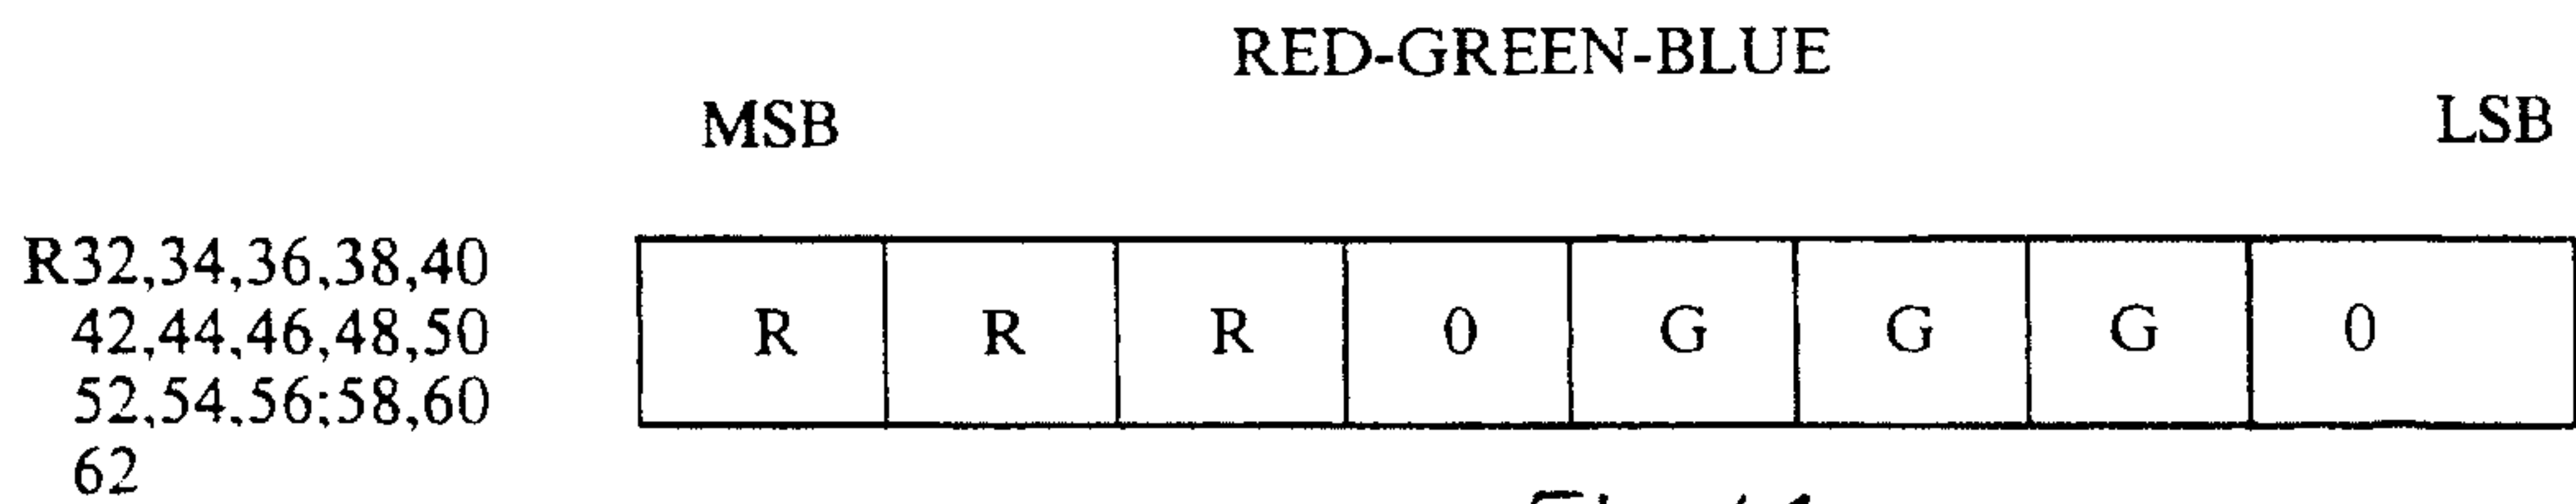 RED-GREEN-BLUE
MSB LSB
R32,34,36,38,40
42,44,46,48,50
52,54,56;58,60
62
R R R 0 G G G 0